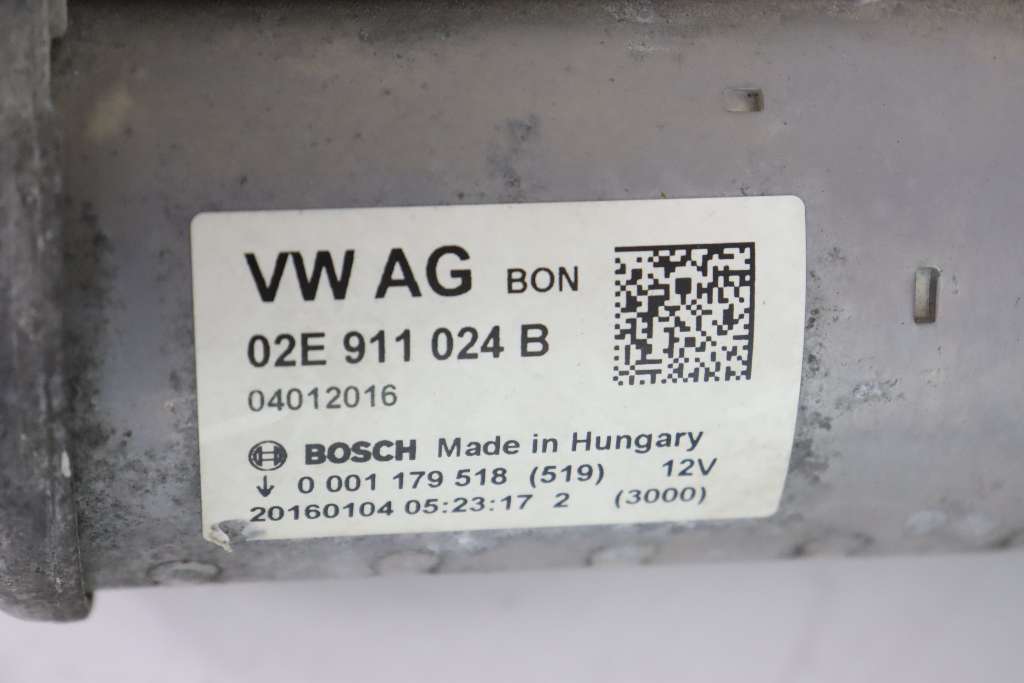 VW AG BON
02E 911 024 B
04012016
BOSCH Made in Hungary
↓ 0 001 179 518 (519) 12V
20160104 05:23:17 2 (3000)